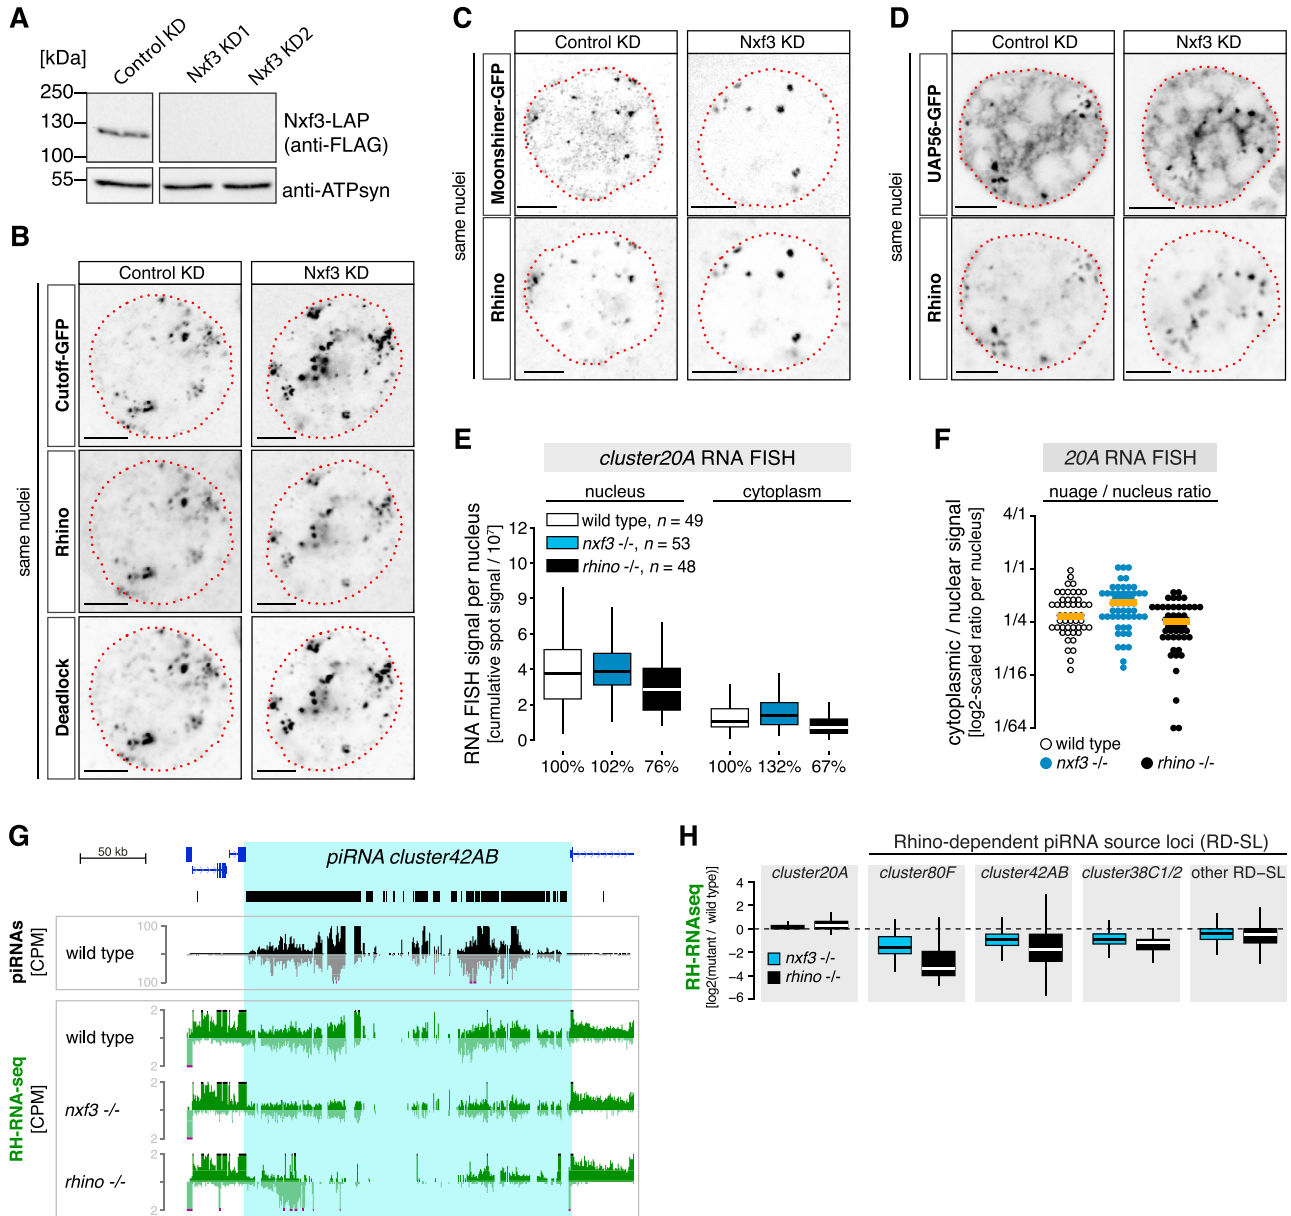 A
[kDa]
Control KD
Nxf3 KD1
Nxf3 KD2
250
130
100
55
Nxf3-LAP
(anti-FLAG)
anti-ATPsyn
B
Control KD
Nxf3 KD
same nuclei
Cutoff-GFP
Rhino
Deadlock
C
Control KD
Nxf3 KD
same nuclei
Moonshiner-GFP
Rhino
D
Control KD
Nxf3 KD
same nuclei
UAP56-GFP
Rhino
E
cluster20A RNA FISH
nucleus
cytoplasm
RNA FISH signal per nucleus
[cumulative spot signal / 10⁷]
12
10
8
6
4
2
0
wild type, n = 49
nxf3 -/-, n = 53
rhino -/-, n = 48
100% 102% 76% 100% 132% 67%
F
20A RNA FISH
nuage / nucleus ratio
cytoplasmic / nuclear signal
[log2-scaled ratio per nucleus]
4/1
1/1
1/4
1/16
1/64
wild type
nxf3 -/-
rhino -/-
G
50 kb
piRNA cluster42AB
piRNAs
[CPM]
wild type
100
100
RH-RNA-seq
[CPM]
wild type
2
2
nxf3 -/-
2
2
rhino -/-
2
2
H
Rhino-dependent piRNA source loci (RD-SL)
cluster20A
cluster80F
cluster42AB
cluster38C1/2
other RD-SL
RH-RNAseq
[log2(mutant / wild type)]
4
2
0
−2
−4
−6
nxf3 -/-
rhino -/-